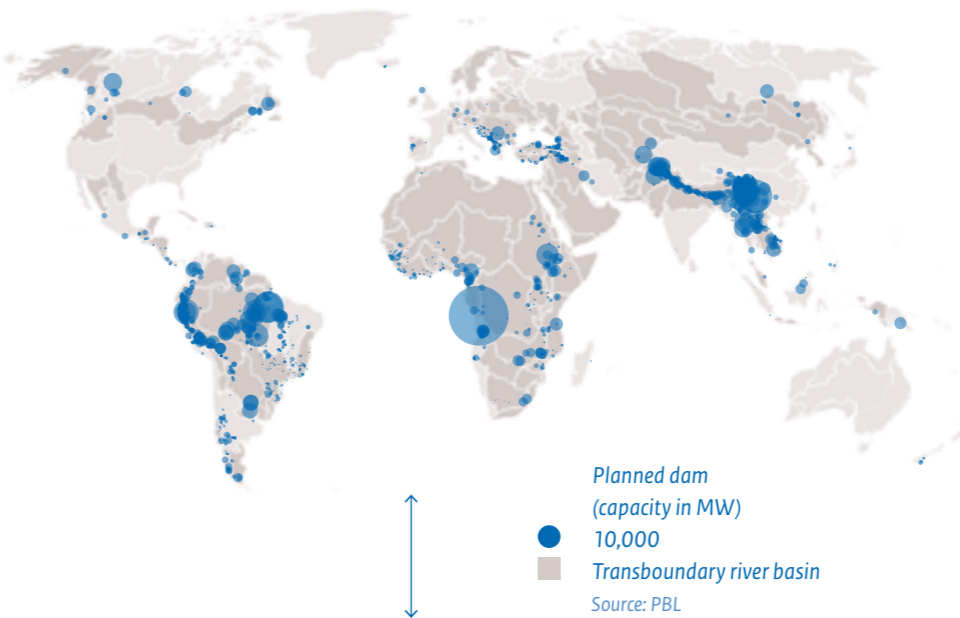 Planned dam
(capacity in MW)
10,000
Transboundary river basin
Source: PBL